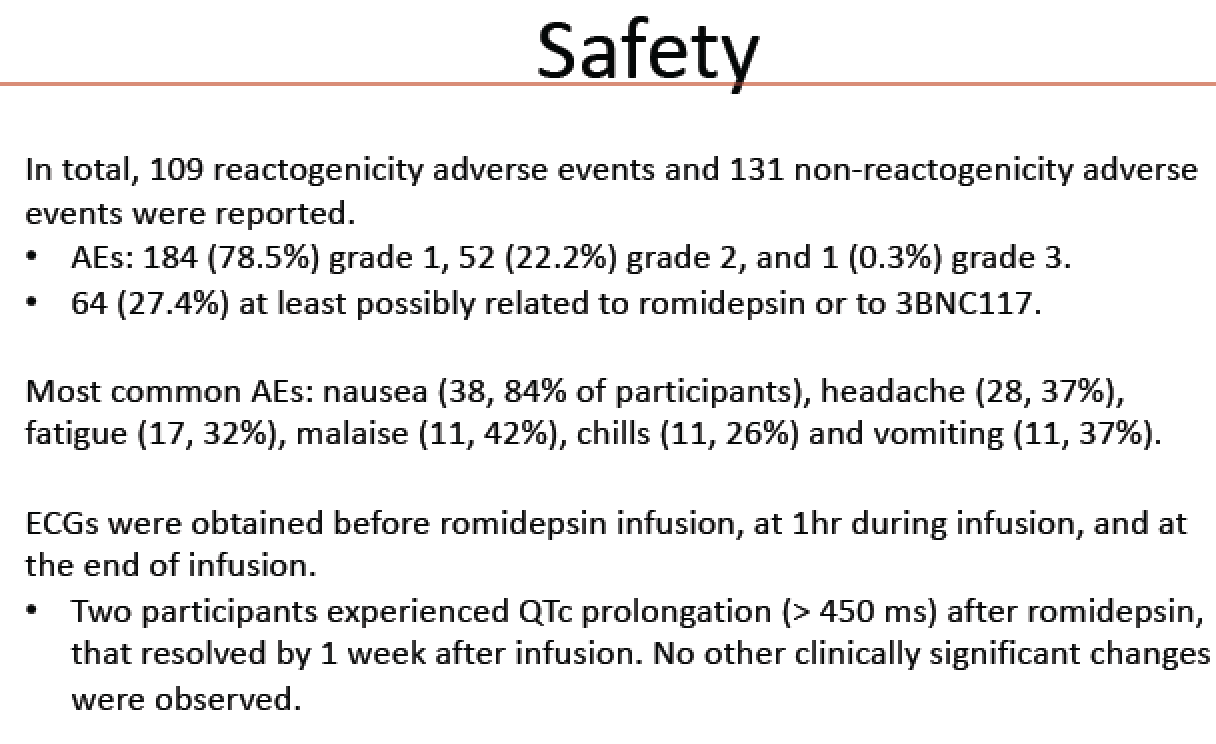 Safety
In total, 109 reactogenicity adverse events and 131 non-reactogenicity adverse
events were reported.
• AEs: 184 (78.5%) grade 1, 52 (22.2%) grade 2, and 1 (0.3%) grade 3.
• 64 (27.4%) at least possibly related to romidepsin or to 3BNC117.
Most common AEs: nausea (38, 84% of participants), headache (28, 37%),
fatigue (17, 32%), malaise (11, 42%), chills (11, 26%) and vomiting (11, 37%).
ECGs were obtained before romidepsin infusion, at 1hr during infusion, and at
the end of infusion.
• Two participants experienced QTc prolongation (> 450 ms) after romidepsin,
that resolved by 1 week after infusion. No other clinically significant changes
were observed.